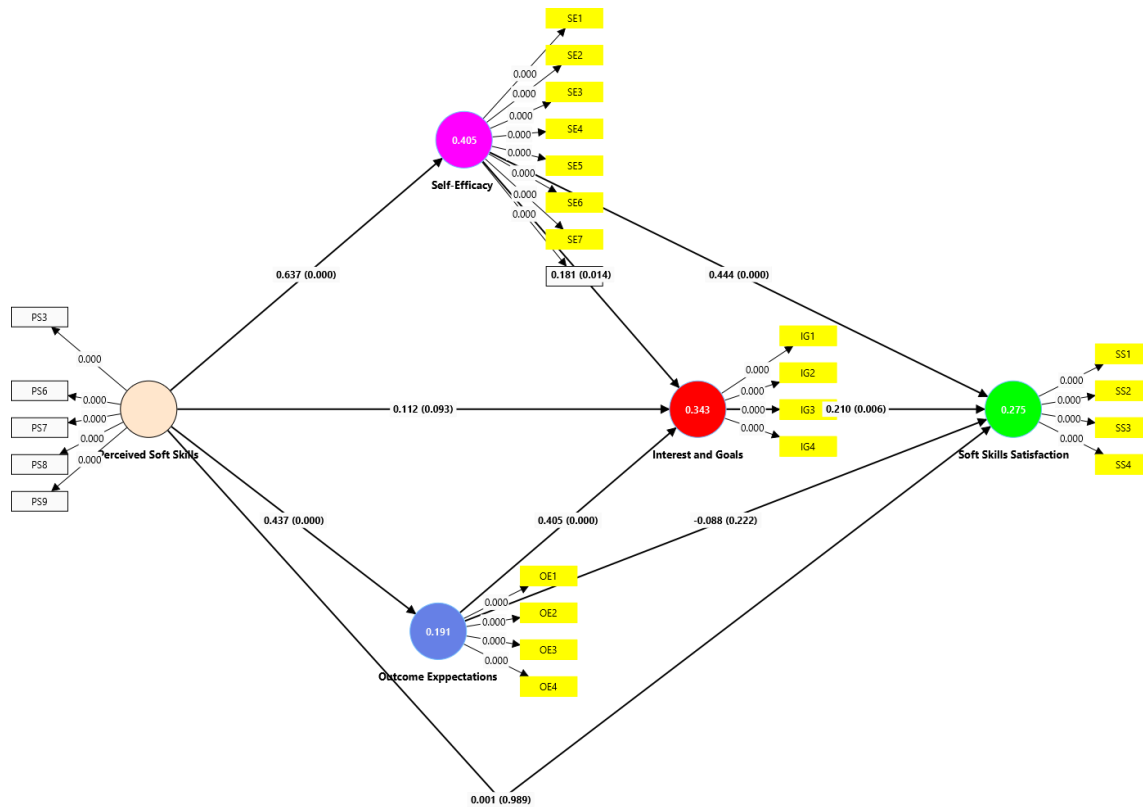 SE1
SE2
SE3
SE4
SE5
SE6
SE7
0.000
0.000
0.000
0.000
0.000
0.000
0.000
0.000
0.405
Self-Efficacy
0.637 (0.000)
0.181 (0.014)
0.444 (0.000)
PS3
PS6
PS7
PS8
PS9
0.000
0.000
0.000
0.000
0.000
erceived Soft Skills
0.112 (0.093)
0.343
Interest and Goals
IG1
IG2
IG3
IG4
0.000
0.000
0.000
0.000
0.210 (0.006)
0.275
Soft Skills Satisfaction
SS1
SS2
SS3
SS4
0.000
0.000
0.000
0.000
0.437 (0.000)
0.405 (0.000)
-0.088 (0.222)
0.191
Outcome Exppectations
OE1
OE2
OE3
OE4
0.000
0.000
0.000
0.000
0.001 (0.989)